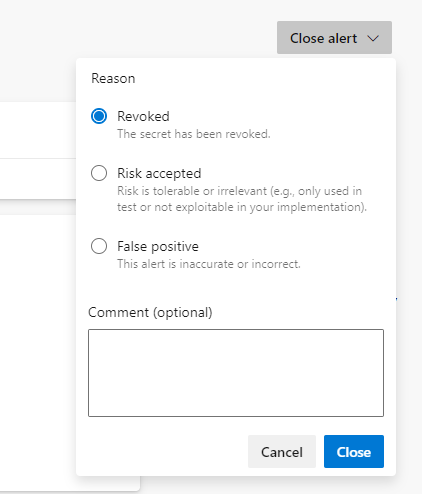 Close alert
Reason
Revoked
The secret has been revoked.
Risk accepted
Risk is tolerable or irrelevant (e.g., only used in
test or not exploitable in your implementation).
False positive
This alert is inaccurate or incorrect.
Comment (optional)
Cancel
Close